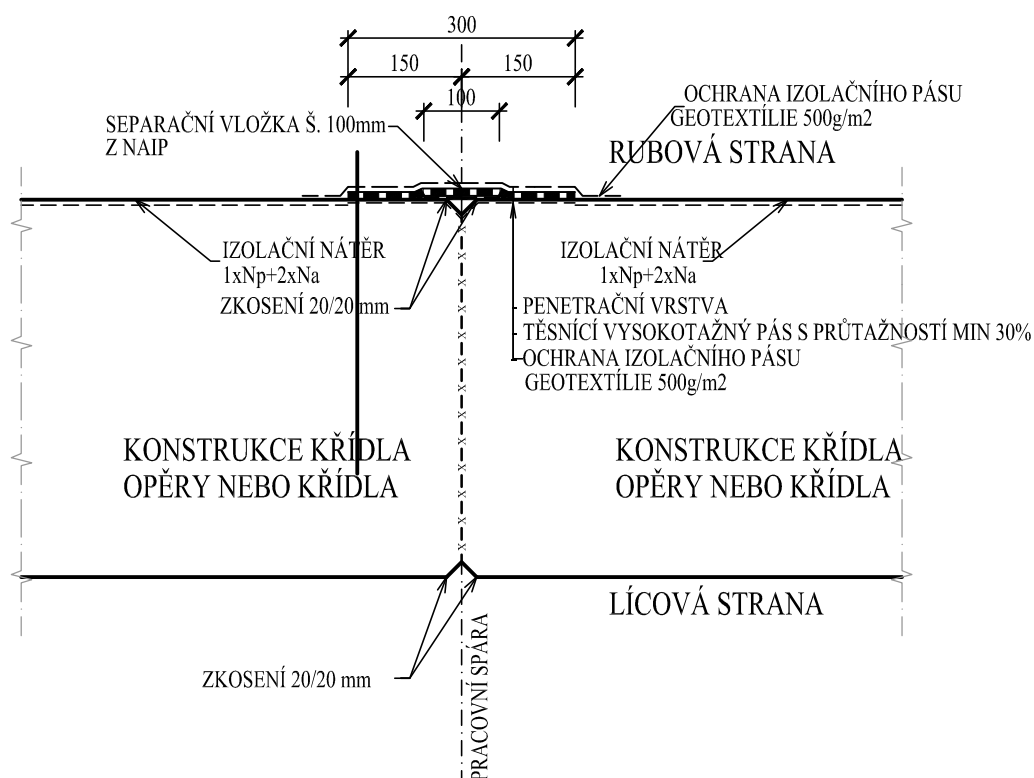 300
150
150
100
OCHRANA IZOLAČNÍHO PÁSU
GEOTEXTÍLIE 500g/m2
SEPARAČNÍ VLOŽKA Š. 100mm
Z NAIP
RUBOVÁ STRANA
IZOLAČNÍ NÁTĚR
1xNp+2xNa
IZOLAČNÍ NÁTĚR
1xNp+2xNa
ZKOSENÍ 20/20 mm
PENETRAČNÍ VRSTVA
TĚSNÍCÍ VYSOKOTAŽNÝ PÁS S PRŮTAŽNOSTÍ MIN 30%
OCHRANA IZOLAČNÍHO PÁSU
GEOTEXTÍLIE 500g/m2
KONSTRUKCE KŘÍDLA
OPĚRY NEBO KŘÍDLA
KONSTRUKCE KŘÍDLA
OPĚRY NEBO KŘÍDLA
LÍCOVÁ STRANA
ZKOSENÍ 20/20 mm
PRACOVNÍ SPÁRA